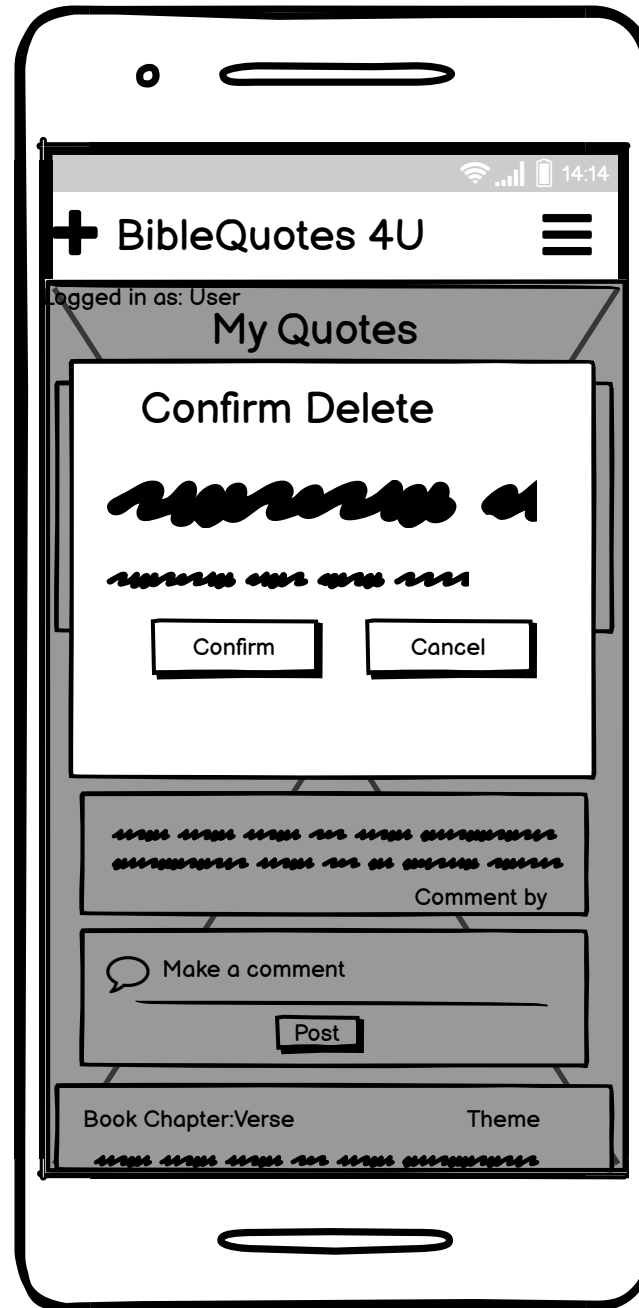 14:14
BibleQuotes 4U
Logged in as: User
My Quotes
Confirm Delete
Confirm Cancel
Comment by
Make a comment
Post
Book Chapter:Verse Theme